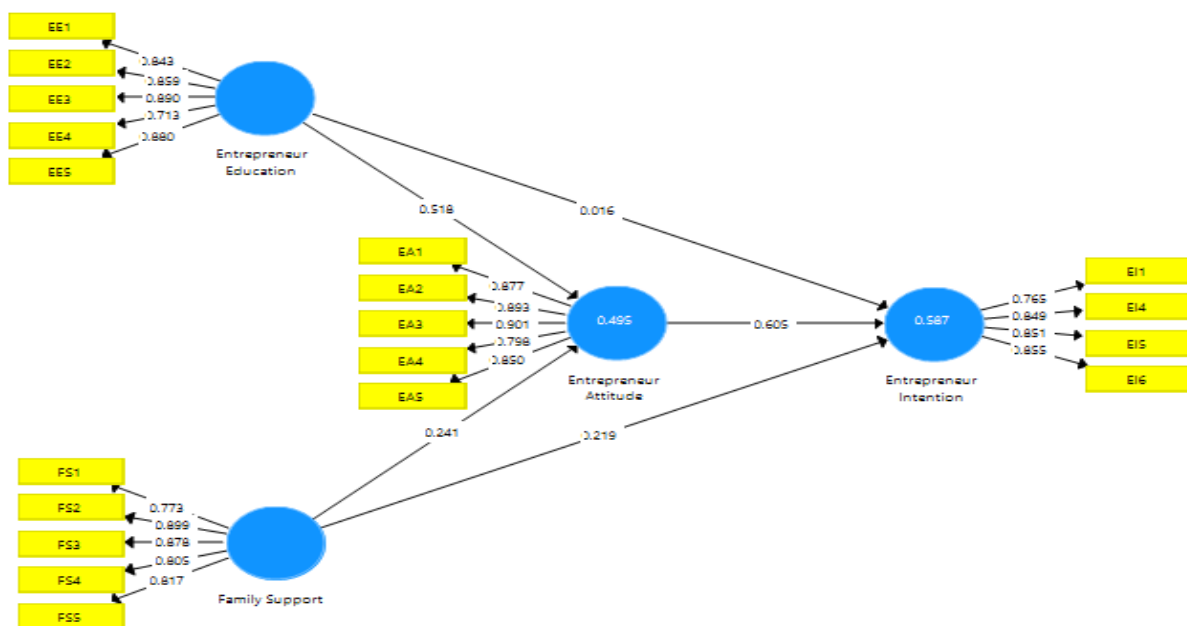 EE1
EE2
EE3
EE4
EE5
0.843
0.859
0.890
0.713
0.880
Entrepreneur
Education
0.518
0.016
EA1
EA2
EA3
EA4
EA5
0.877
0.893
0.901
0.798
0.850
0.495
Entrepreneur
Attitude
0.605
0.587
Entrepreneur
Intention
0.765
0.849
0.851
0.855
EI1
EI4
EI5
EI6
0.241
0.219
FS1
FS2
FS3
FS4
FS5
0.773
0.899
0.878
0.805
0.817
Family Support